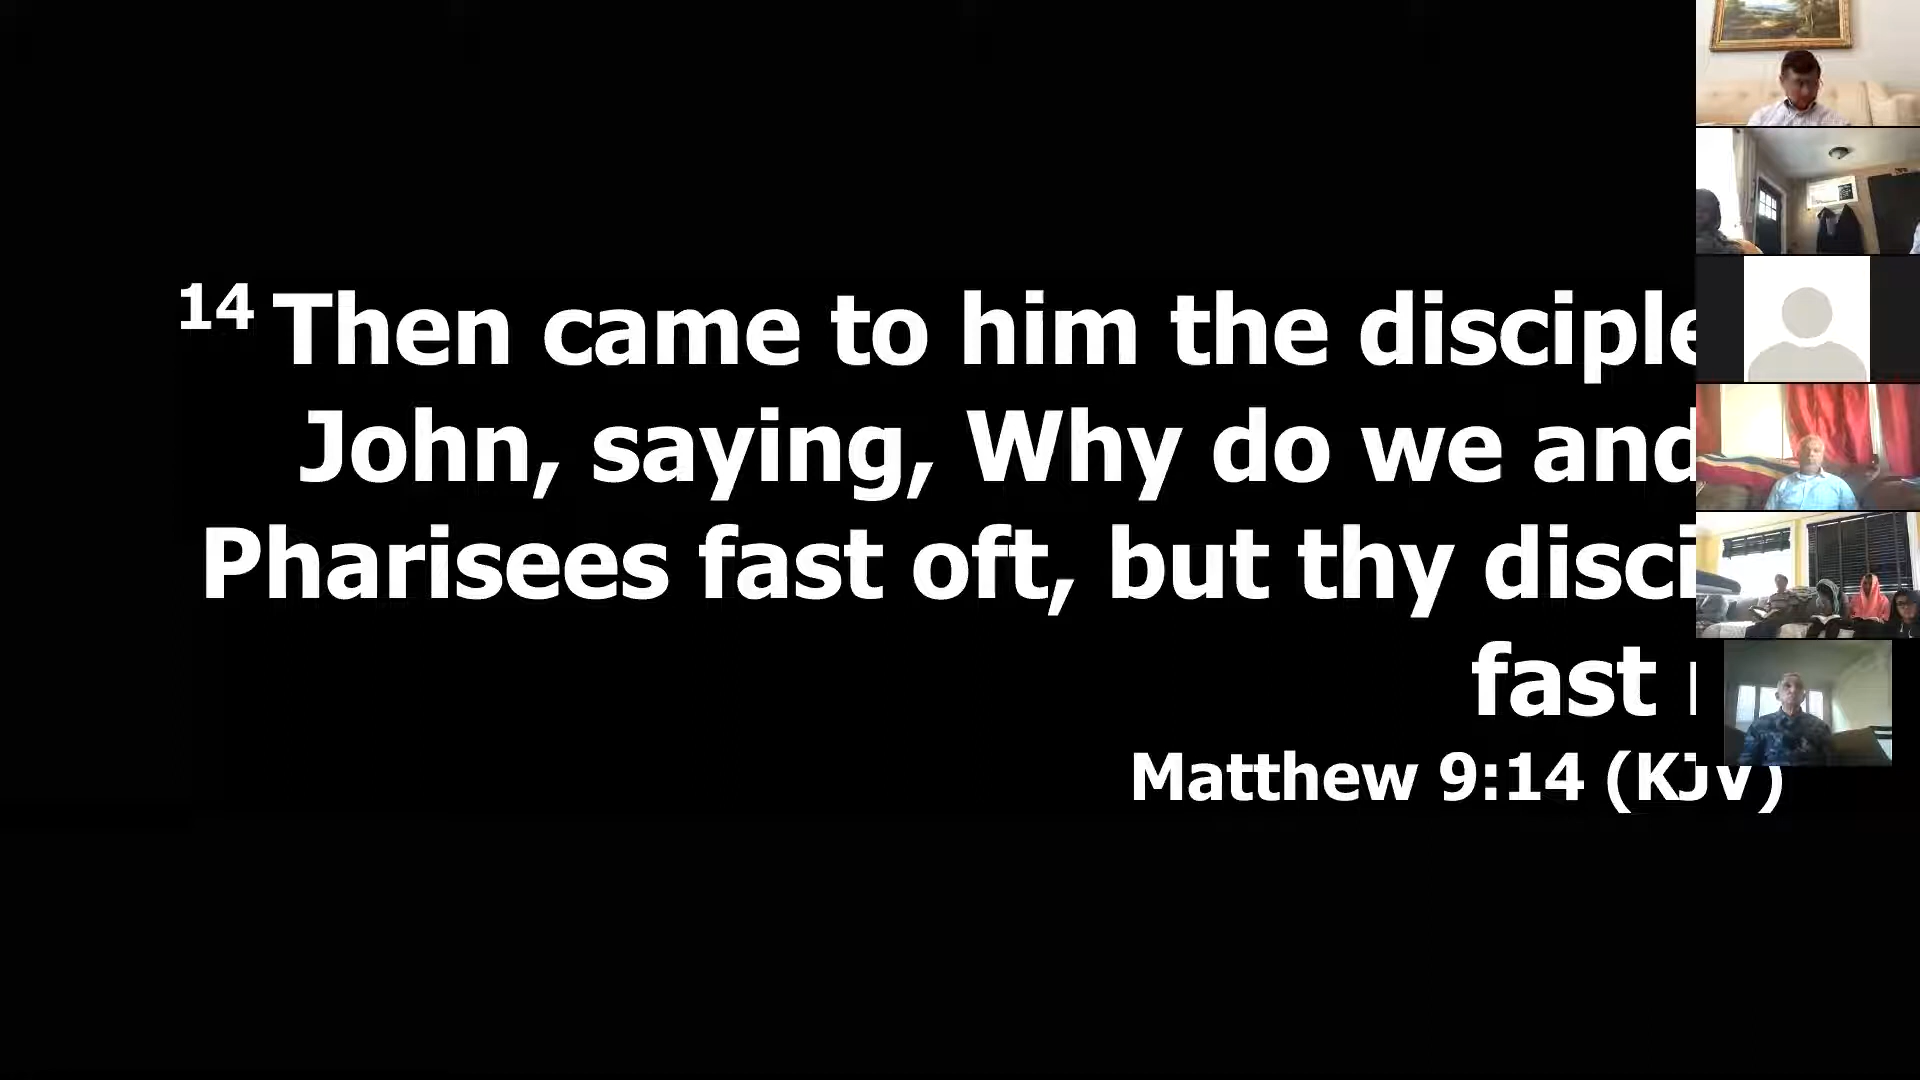 14 Then came to him the disciple
John, saying, Why do we and
Pharisees fast oft, but thy disci
fast
Matthew 9:14 (KJV)